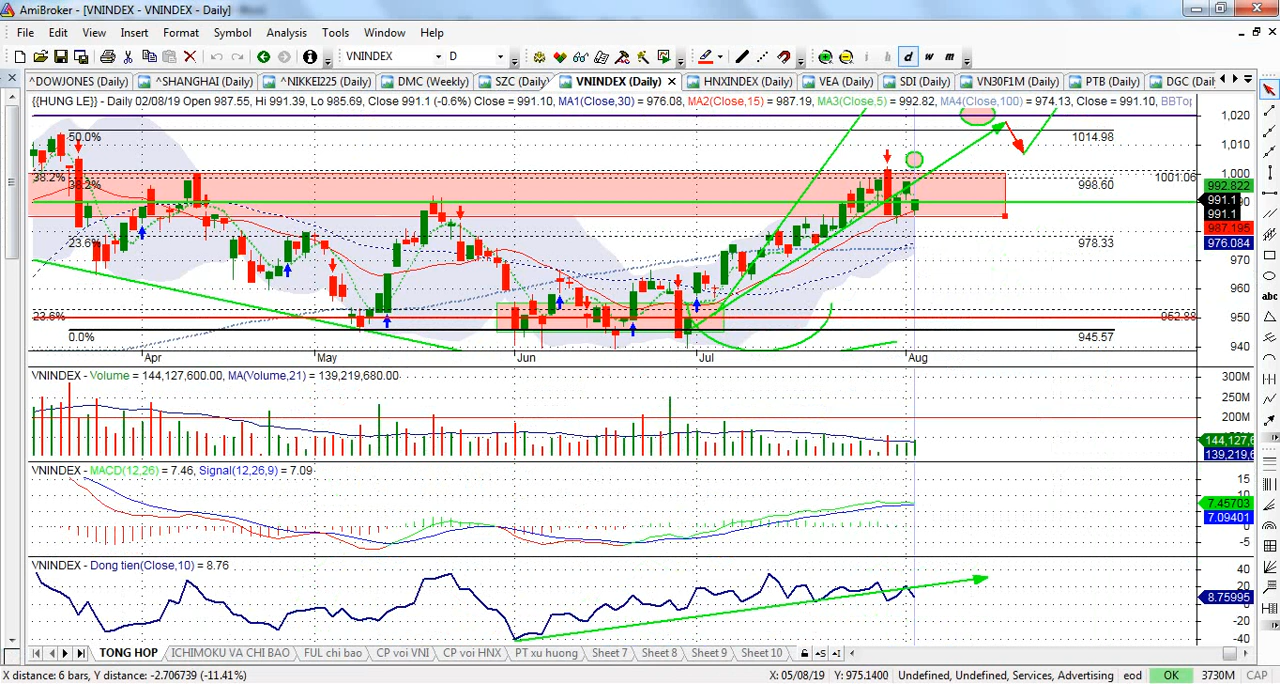 AmiBroker - [VNINDEX - VNINDEX - Daily]
File Edit View Insert Format Symbol Analysis Tools Window Help
VNINDEX D d w m
^DOWJONES (Daily) ^SHANGHAI (Daily) ^NIKKEI225 (Daily) DMC (Weekly) SZC (Daily) VNINDEX (Daily) HNXINDEX (Daily) VEA (Daily) SDI (Daily) VN30F1M (Daily) PTB (Daily) DGC (Dail
{{HUNG LE}} - Daily 02/08/19 Open 987.55, Hi 991.39, Lo 985.69, Close 991.1 (-0.6%) Close = 991.10, MA1(Close,30) = 976.08, MA2(Close,15) = 987.19, MA3(Close,5) = 992.82, MA4(Close,100) = 974.13, Close = 991.10, BBTop
1,020
50.0% 1014.98
1,010
1,000
38.2% 38.2% 1001.06
998.60
992.822
991.1
991.1
987.195
23.6% 978.33
976.084
970
960
950
23.6% 952.88
0.0% 945.57
940
Apr May Jun Jul Aug
VNINDEX - Volume = 144,127,600.00, MA(Volume,21) = 139,219,680.00
300M
250M
200M
144,127,6
139,219,6
VNINDEX - MACD(12,26) = 7.46, Signal(12,26,9) = 7.09
15
10
7.45703
7.09401
0
-5
VNINDEX - Dong tien(Close,10) = 8.76
40
20
8.75995
0
-20
-40
TONG HOP ICHIMOKU VA CHI BAO FUL chi bao CP voi VNI CP voi HNX PT xu huong Sheet 7 Sheet 8 Sheet 9 Sheet 10
X distance: 6 bars, Y distance: -2.706739 (-11.41%) X: 05/08/19 Y: 975.1400 Undefined, Undefined, Services, Advertising eod OK 3730M CAP